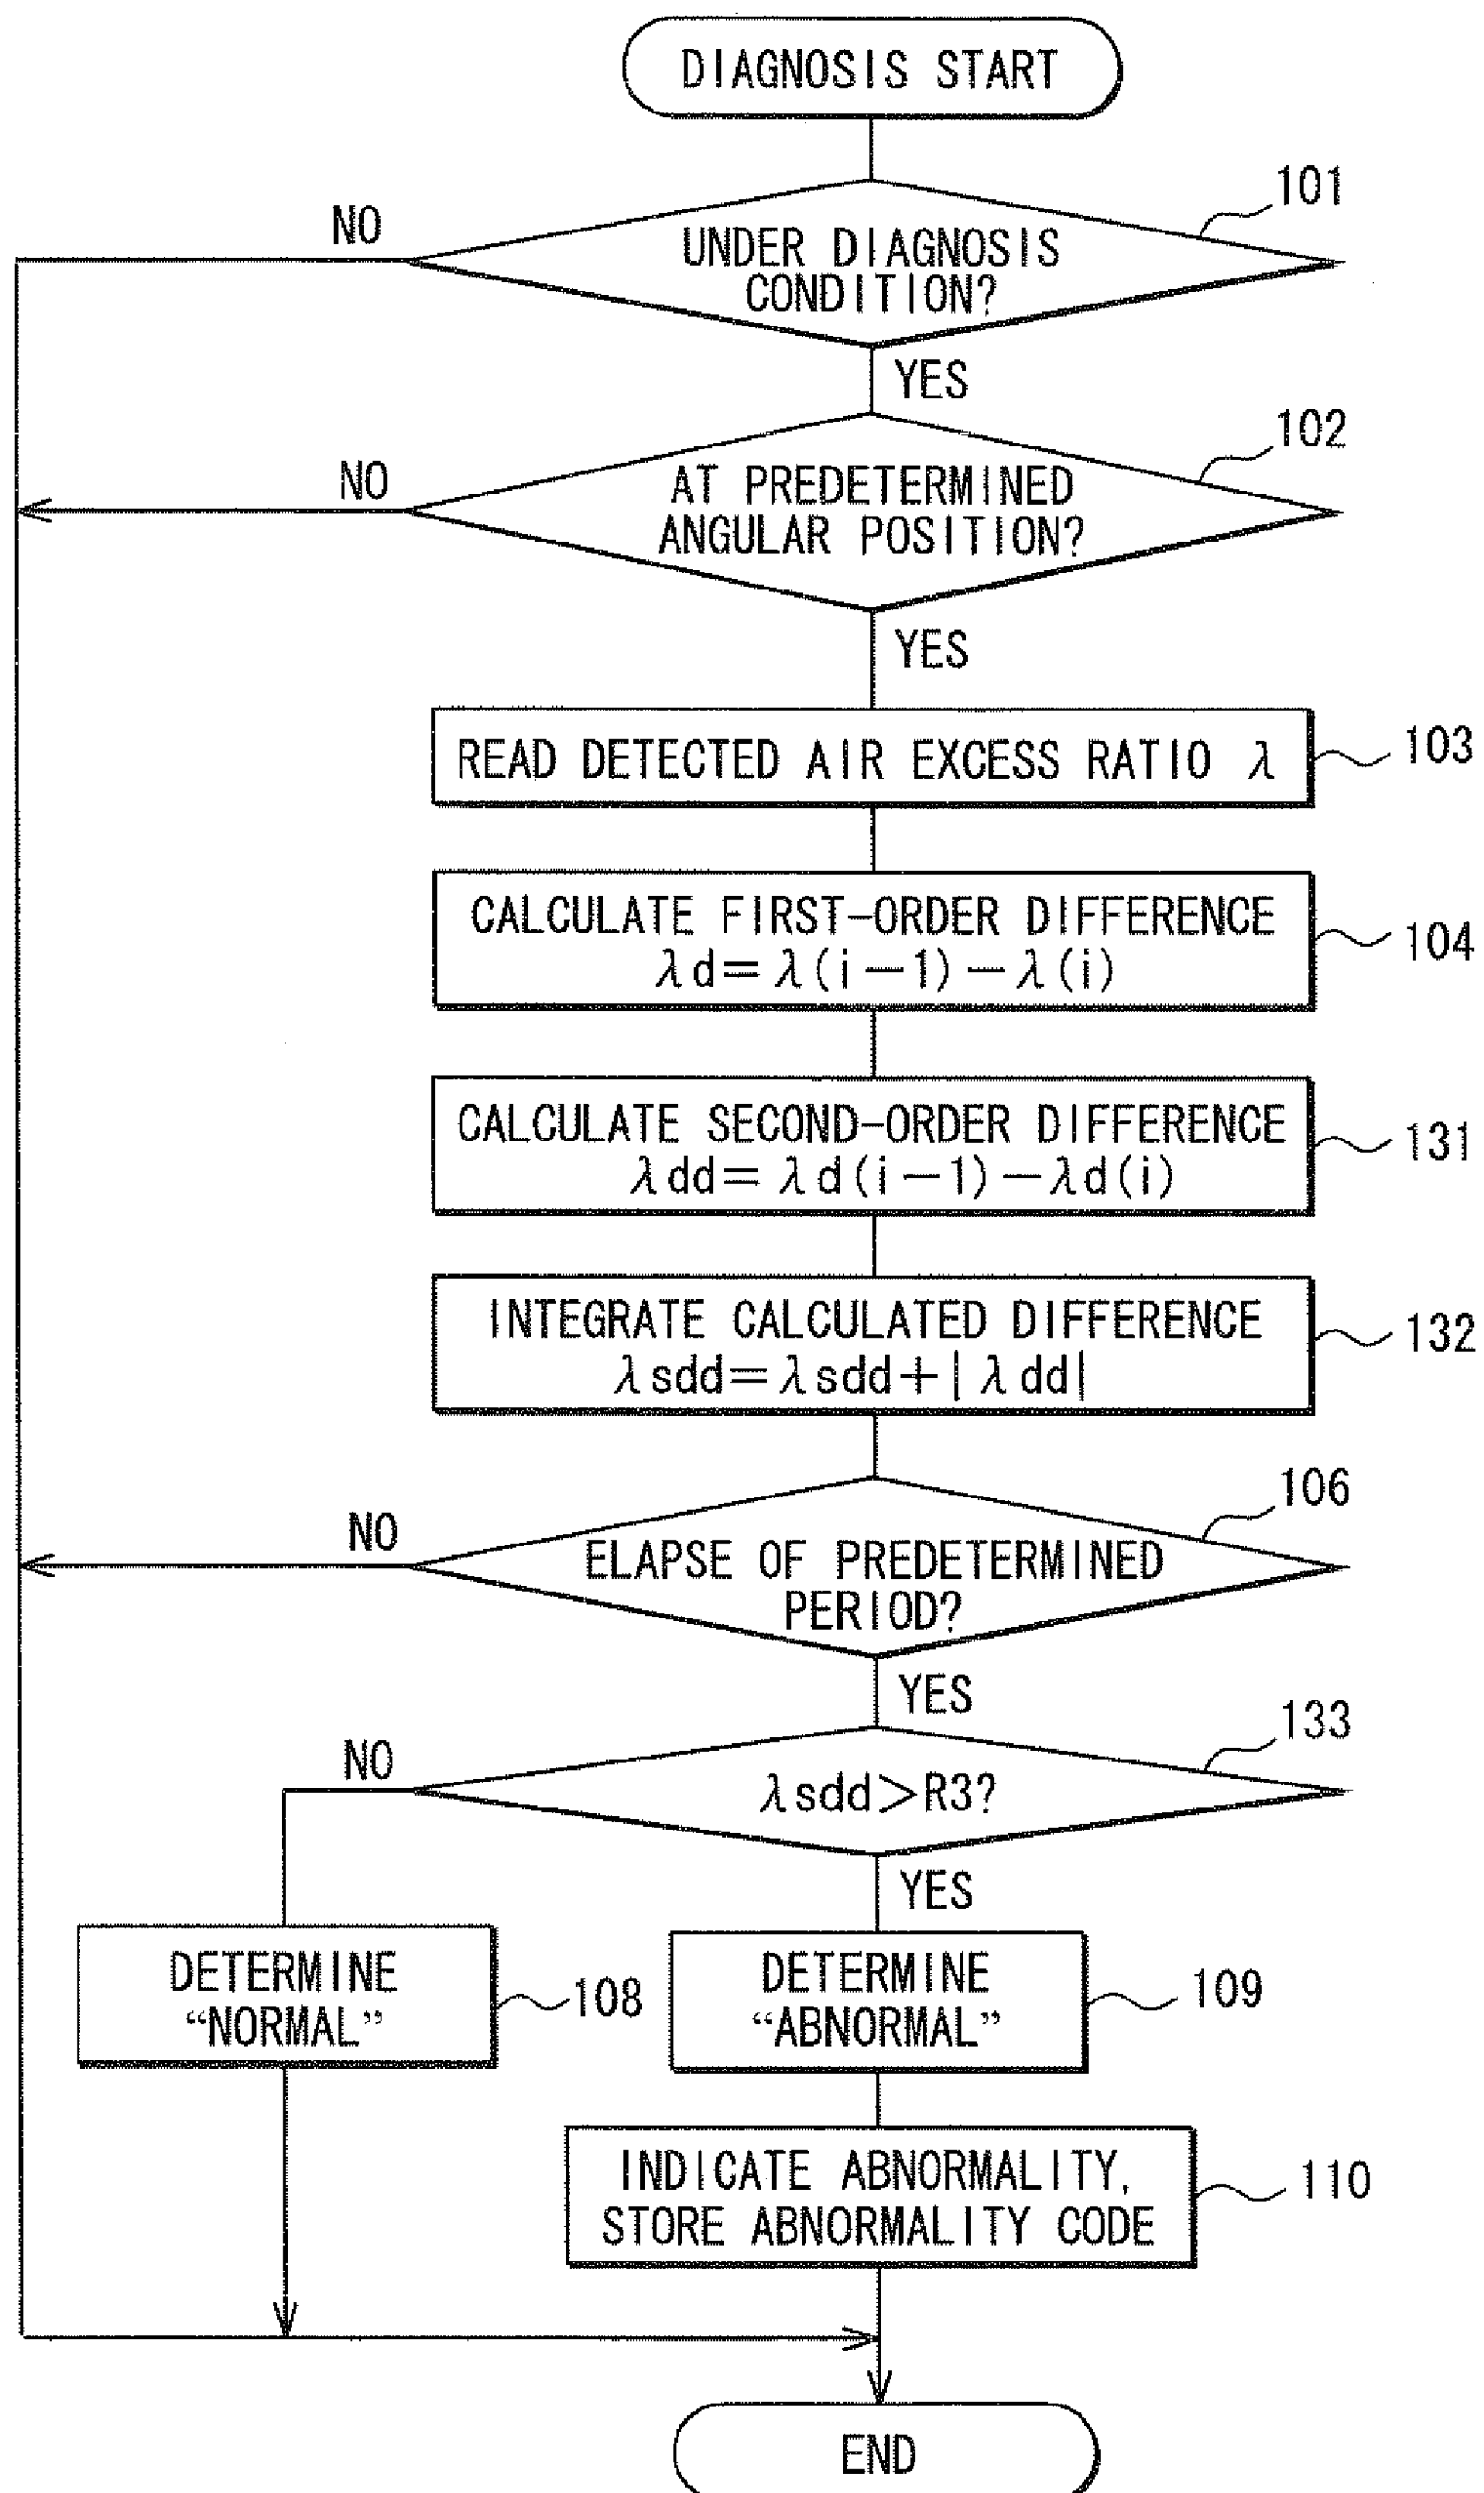 DIAGNOSIS START
101
NO
UNDER DIAGNOSIS
CONDITION?
YES
102
NO
AT PREDETERMINED
ANGULAR POSITION?
YES
READ DETECTED AIR EXCESS RATIO λ
103
CALCULATE FIRST-ORDER DIFFERENCE
λd=λ(i-1)-λ(i)
104
CALCULATE SECOND-ORDER DIFFERENCE
λdd=λd(i-1)-λd(i)
131
INTEGRATE CALCULATED DIFFERENCE
λsdd=λsdd+|λdd|
132
106
NO
ELAPSE OF PREDETERMINED
PERIOD?
YES
133
NO
λsdd>R3?
YES
DETERMINE
“NORMAL”
108
DETERMINE
“ABNORMAL”
109
INDICATE ABNORMALITY,
STORE ABNORMALITY CODE
110
END